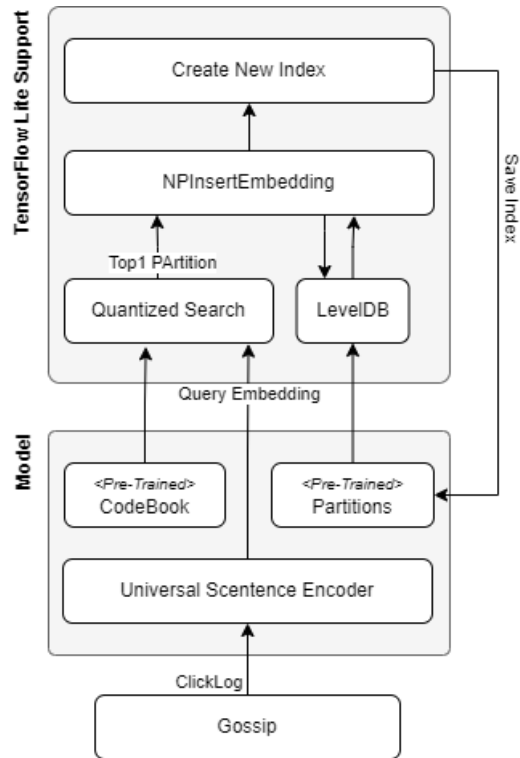 TensorFlow Lite Support
Create New Index
NPInsertEmbedding
Save Index
Top1 PArtition
Quantized Search
LevelDB
Query Embedding
Model
<Pre-Trained>
CodeBook
<Pre-Trained>
Partitions
Universal Scentence Encoder
ClickLog
Gossip